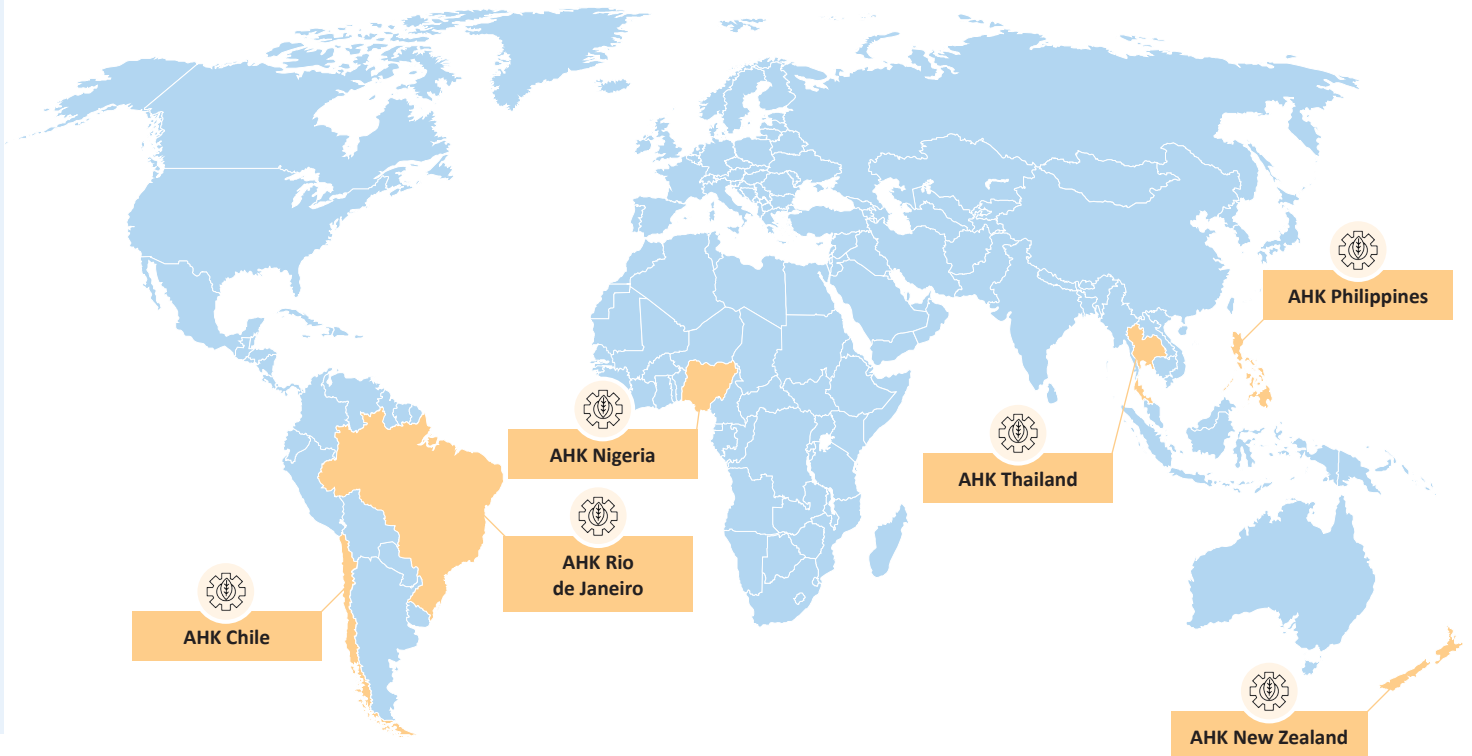 AHK Philippines
AHK Nigeria
AHK Thailand
AHK Rio
de Janeiro
AHK Chile
AHK New Zealand